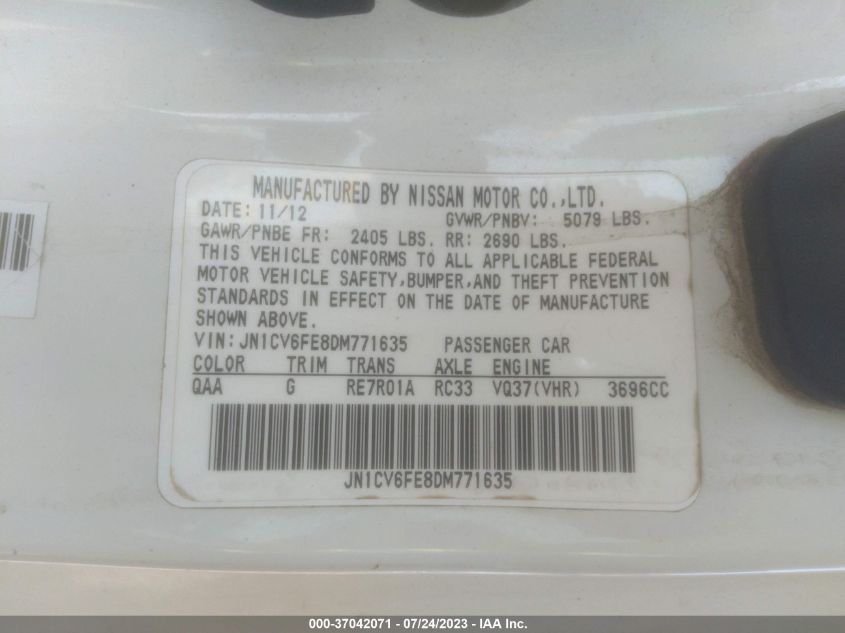 MANUFACTURED BY NISSAN MOTOR CO.,LTD.
DATE: 11/12 GVWR/PNBV: 5079 LBS.
GAWR/PNBE FR: 2405 LBS. RR: 2690 LBS.
THIS VEHICLE CONFORMS TO ALL APPLICABLE FEDERAL
MOTOR VEHICLE SAFETY,BUMPER,AND THEFT PREVENTION
STANDARDS IN EFFECT ON THE DATE OF MANUFACTURE
SHOWN ABOVE.
VIN: JN1CV6FE8DM771635 PASSENGER CAR
COLOR TRIM TRANS AXLE ENGINE
QAA G RE7R01A RC33 VQ37(VHR) 3696CC
JN1CV6FE8DM771635
000-37042071 - 07/24/2023 - IAA Inc.